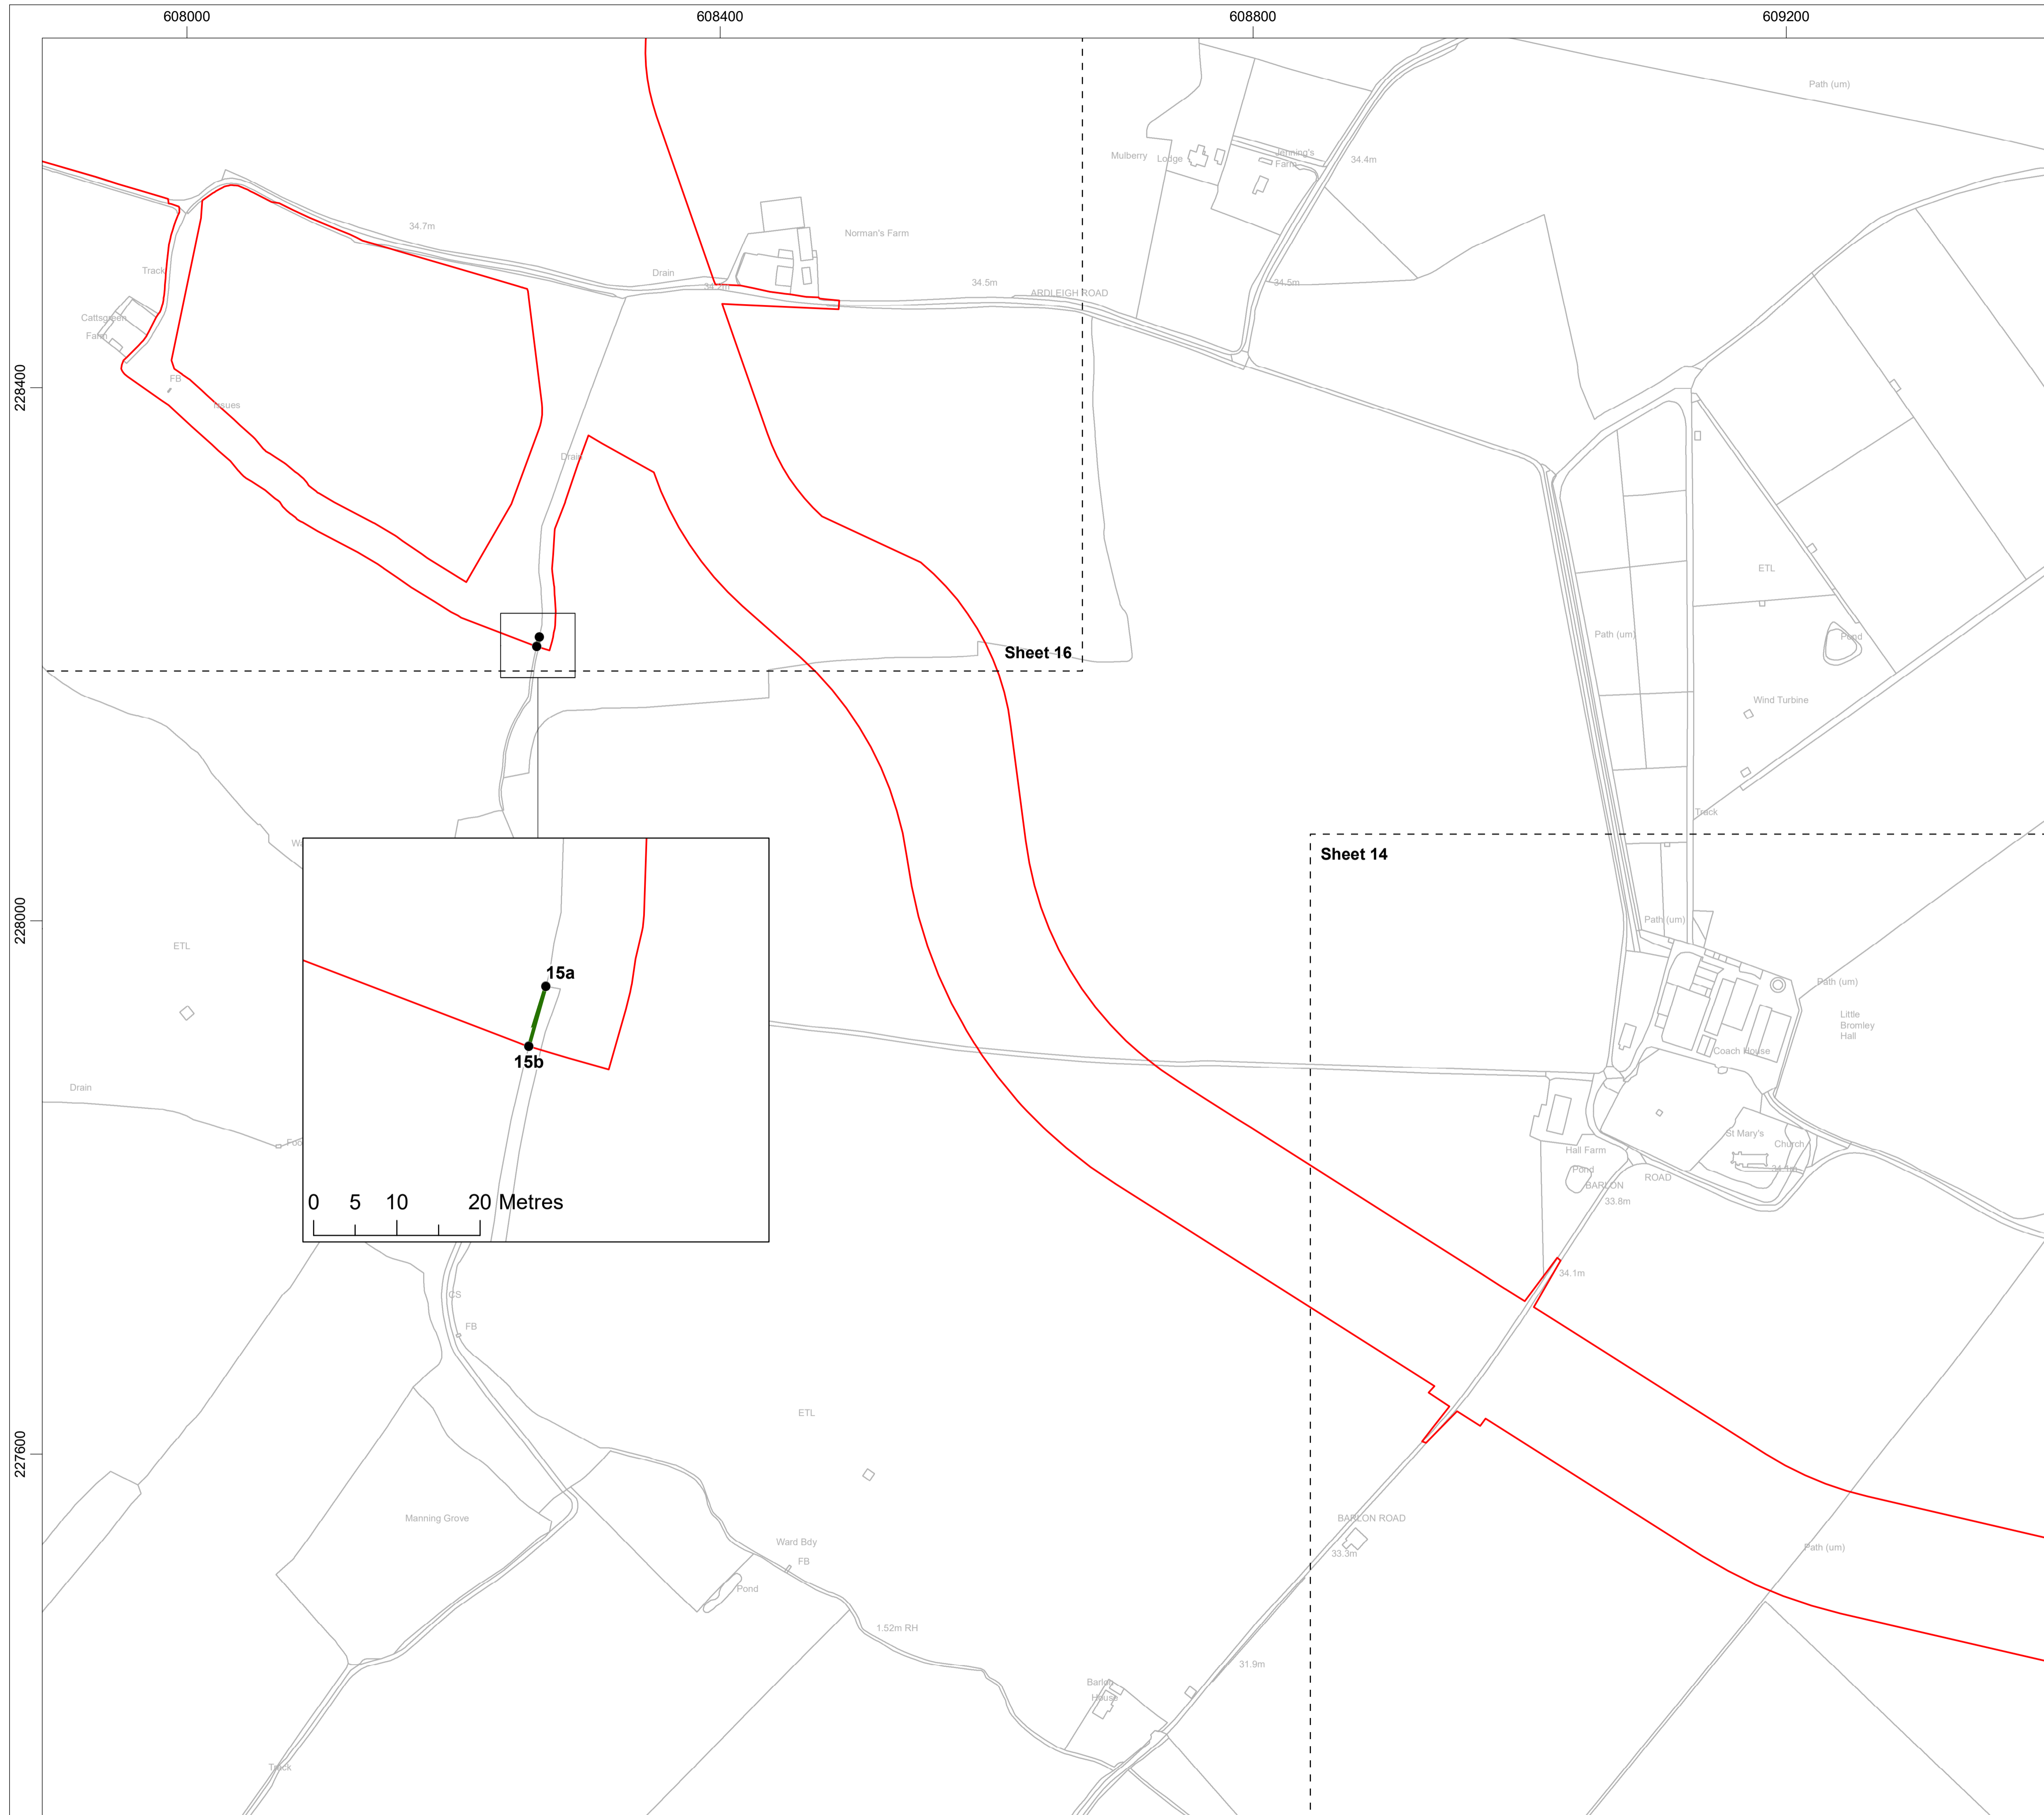 608000
608400
608800
609200
Path (um)
Mulberry
Lodge
Jenning's
Farm
34.4m
34.7m
Norman's Farm
Track
Drain
34.5m
34.5m
ARDLEIGH ROAD
Cattsgreen
Farm
228400
FB
Issues
Drain
ETL
Path (um)
Pond
Sheet 16
Wind Turbine
Track
Sheet 14
228000
Path (um)
ETL
15a
Path (um)
Little
Bromley
Hall
Coach House
15b
Drain
St Mary's
Church
Hall Farm
Pond
BARLON
ROAD
33.8m
0 5 10 20 Metres
34.1m
CS
FB
ETL
227600
Manning Grove
BARLON ROAD
Ward Bdy
33.3m
Path (um)
FB
Pond
1.52m RH
31.9m
Barlon
House
Track